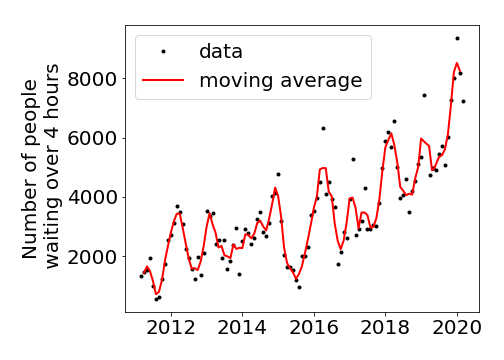 data
moving average
Number of people
waiting over 4 hours
8000
6000
4000
2000
2012 2014 2016 2018 2020